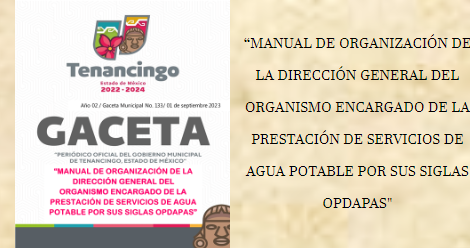 Tenancingo
Estado de México
2022 - 2024
Año 02 / Gaceta Municipal No. 133/ 01 de septiembre 2023
GACETA
"PERIÓDICO OFICIAL DEL GOBIERNO MUNICIPAL
DE TENANCINGO, ESTADO DE MÉXICO"
"MANUAL DE ORGANIZACIÓN DE LA
DIRECCIÓN GENERAL DEL
ORGANISMO ENCARGADO DE LA
PRESTACIÓN DE SERVICIOS DE AGUA
POTABLE POR SUS SIGLAS OPDAPAS"
“MANUAL DE ORGANIZACIÓN DE
LA DIRECCIÓN GENERAL DEL
ORGANISMO ENCARGADO DE LA
PRESTACIÓN DE SERVICIOS DE
AGUA POTABLE POR SUS SIGLAS
OPDAPAS"